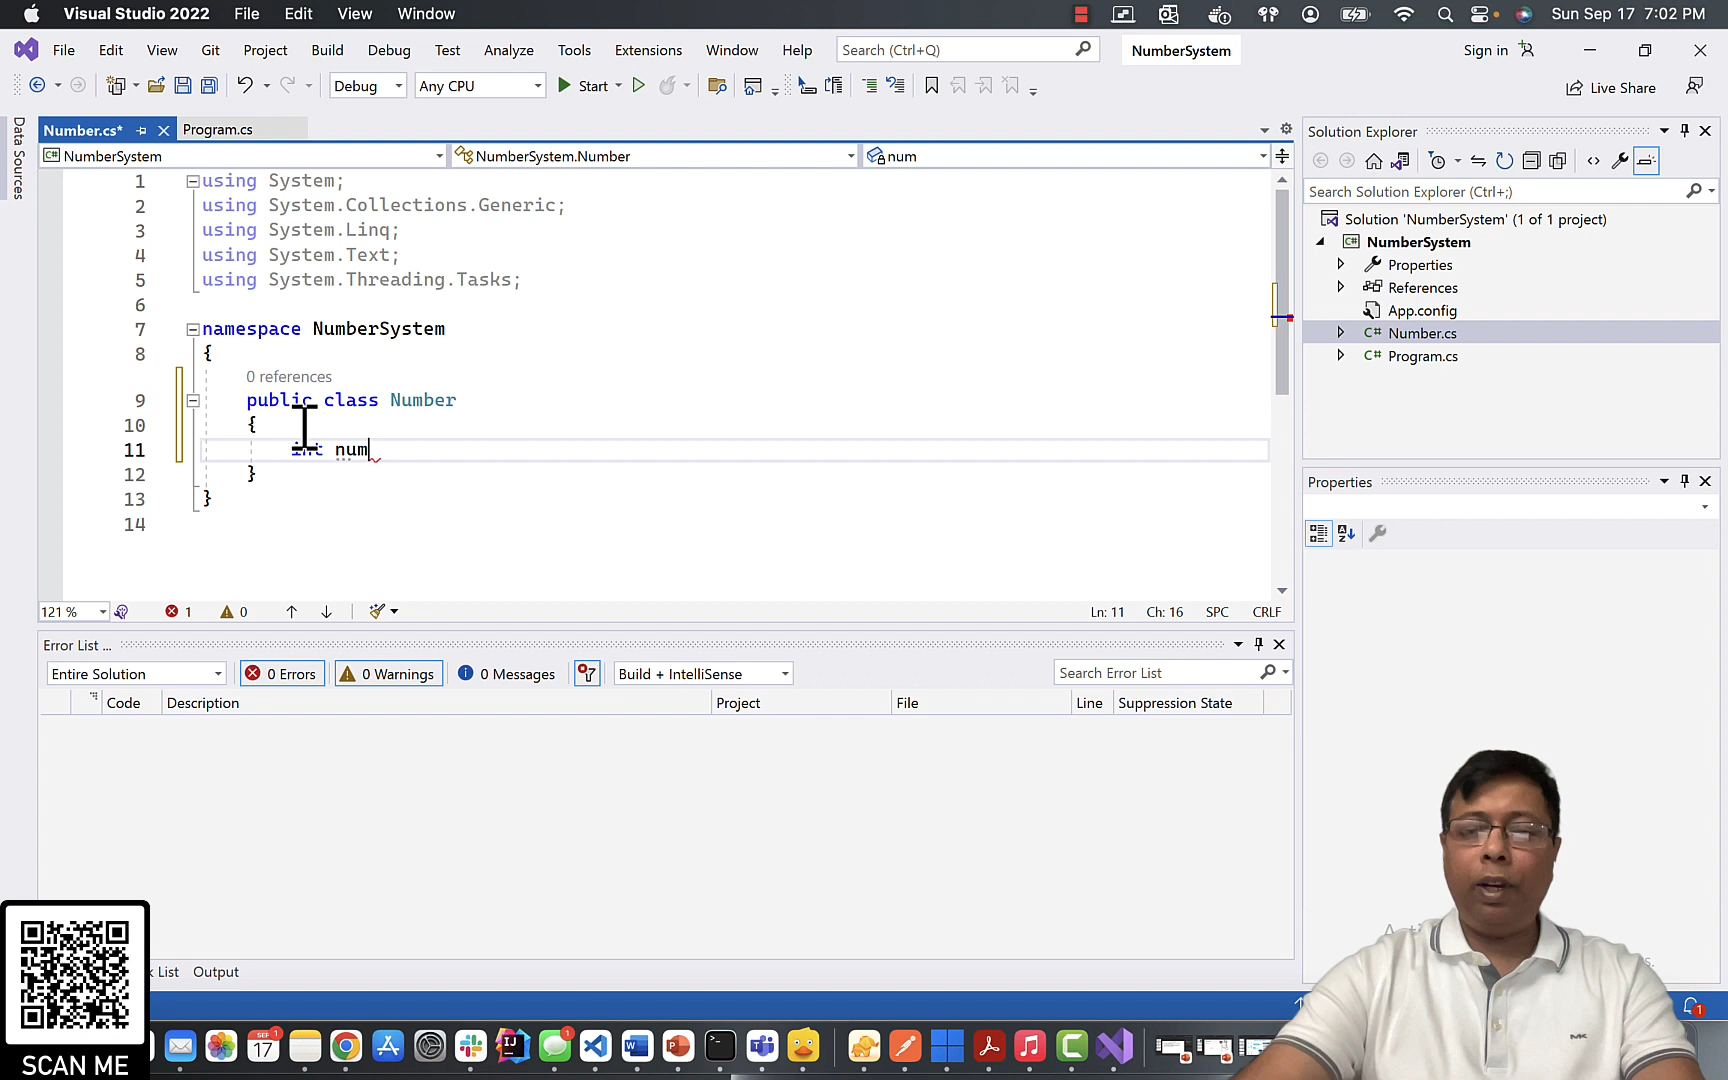 Visual Studio 2022 File Edit View Window Sun Sep 17 7:02 PM
File Edit View Git Project Build Debug Test Analyze Tools Extensions Window Help Search (Ctrl+Q) NumberSystem Sign in
Debug Any CPU Start Live Share
Data Sources
Number.cs* Program.cs
NumberSystem NumberSystem.Number num
1 using System;
2 using System.Collections.Generic;
3 using System.Linq;
4 using System.Text;
5 using System.Threading.Tasks;
6
7 namespace NumberSystem
8 {
0 references
9 public class Number
10 {
11 int num
12 }
13 }
14
121 % 1 0 Ln: 11 Ch: 16 SPC CRLF
Error List ...
Entire Solution 0 Errors 0 Warnings 0 Messages Build + IntelliSense Search Error List
Code Description Project File Line Suppression State
Output
Solution Explorer
Search Solution Explorer (Ctrl+;)
Solution 'NumberSystem' (1 of 1 project)
C# NumberSystem
Properties
References
App.config
C# Number.cs
C# Program.cs
Properties
SCAN ME
SEP
17
1
1
1
MK